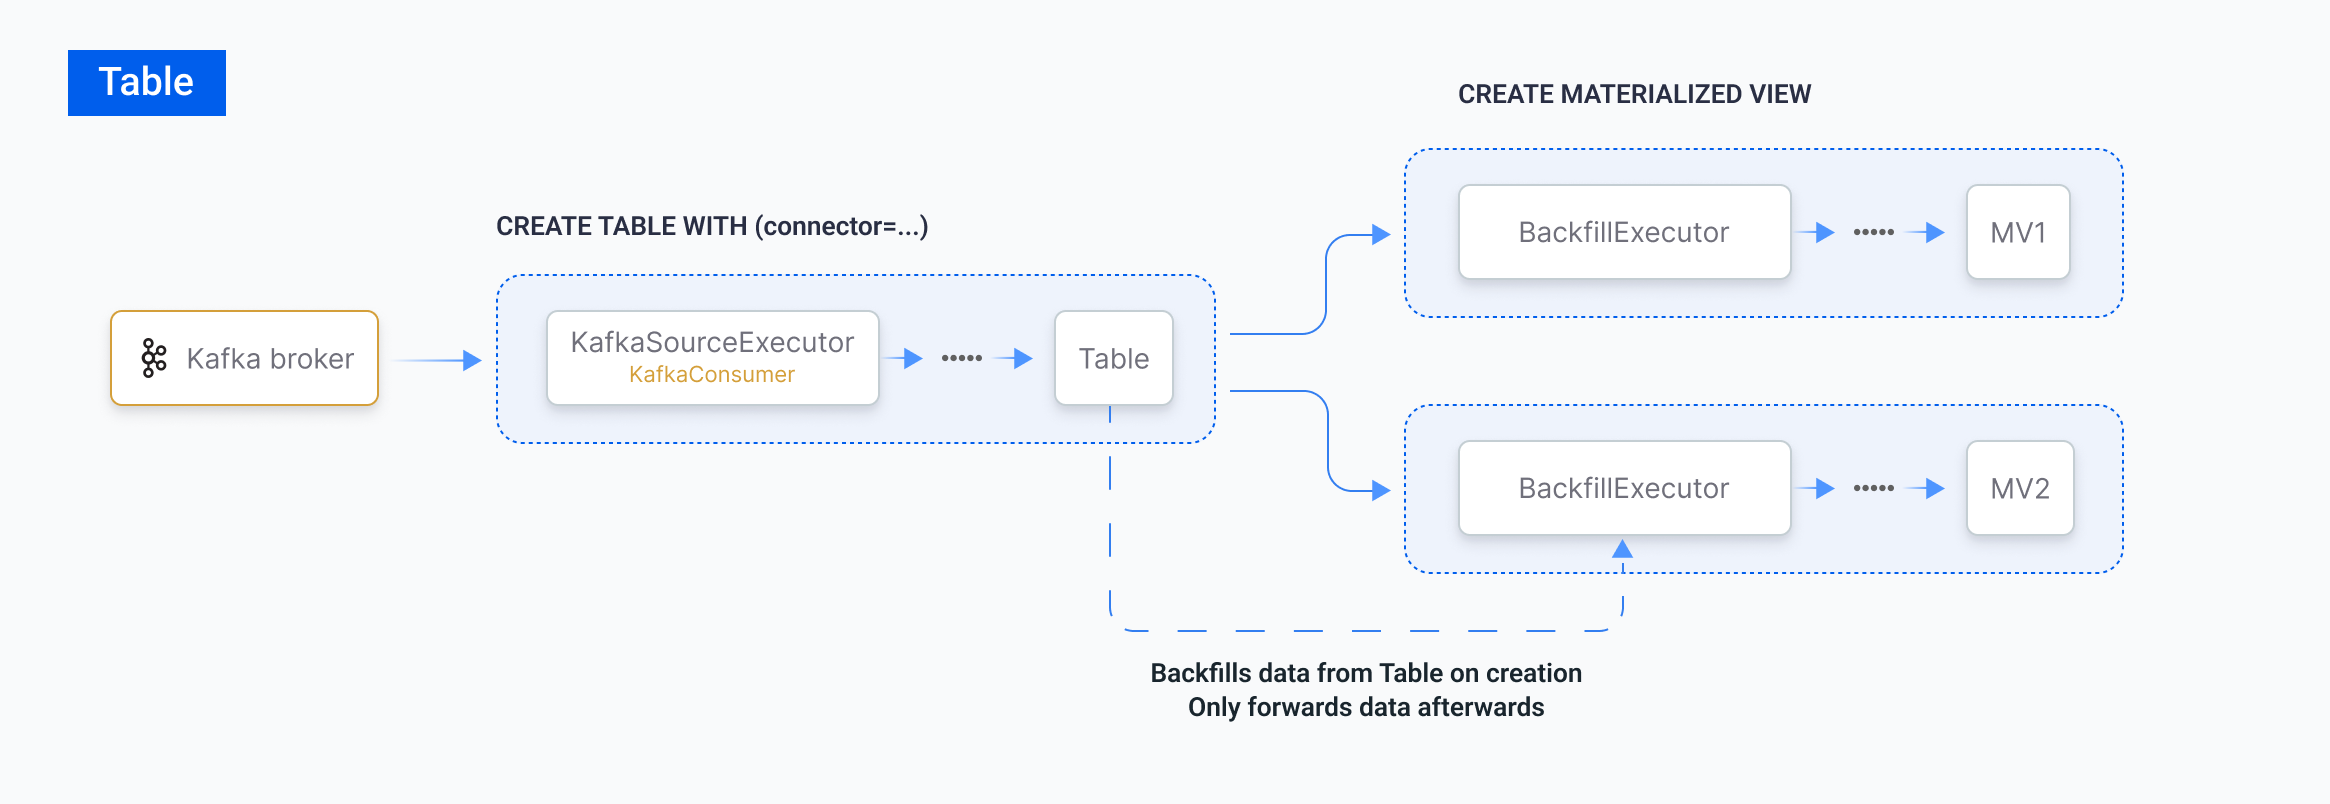 Table
CREATE MATERIALIZED VIEW
BackfillExecutor
MV1
CREATE TABLE WITH (connector=...)
Kafka broker
KafkaSourceExecutor
KafkaConsumer
Table
BackfillExecutor
MV2
Backfills data from Table on creation
Only forwards data afterwards